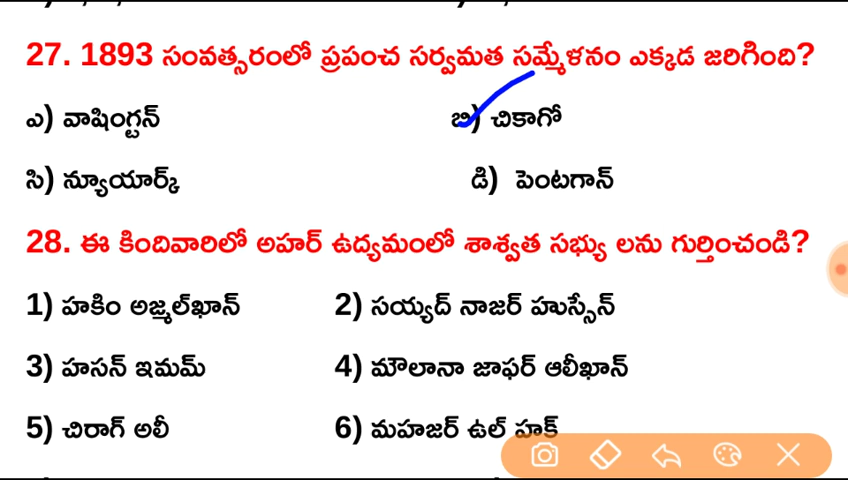 27. 1893 సంవత్సరంలో ప్రపంచ సర్వమత సమ్మేళనం ఎక్కడ జరిగింది?
ఎ) వాషింగ్టన్ బి) చికాగో
సి) న్యూయార్క్ డి) పెంటగాన్
28. ఈ కిందివారిలో అహర్ ఉద్యమంలో శాశ్వత సభ్యు లను గుర్తించండి?
1) హకిం అజ్మల్‌ఖాన్ 2) సయ్యద్ నాజర్ హుస్సేన్
3) హసన్ ఇమమ్ 4) మౌలానా జాఫర్ ఆలీఖాన్
5) చిరాగ్ అలీ 6) మహజర్ ఉల్ హక్